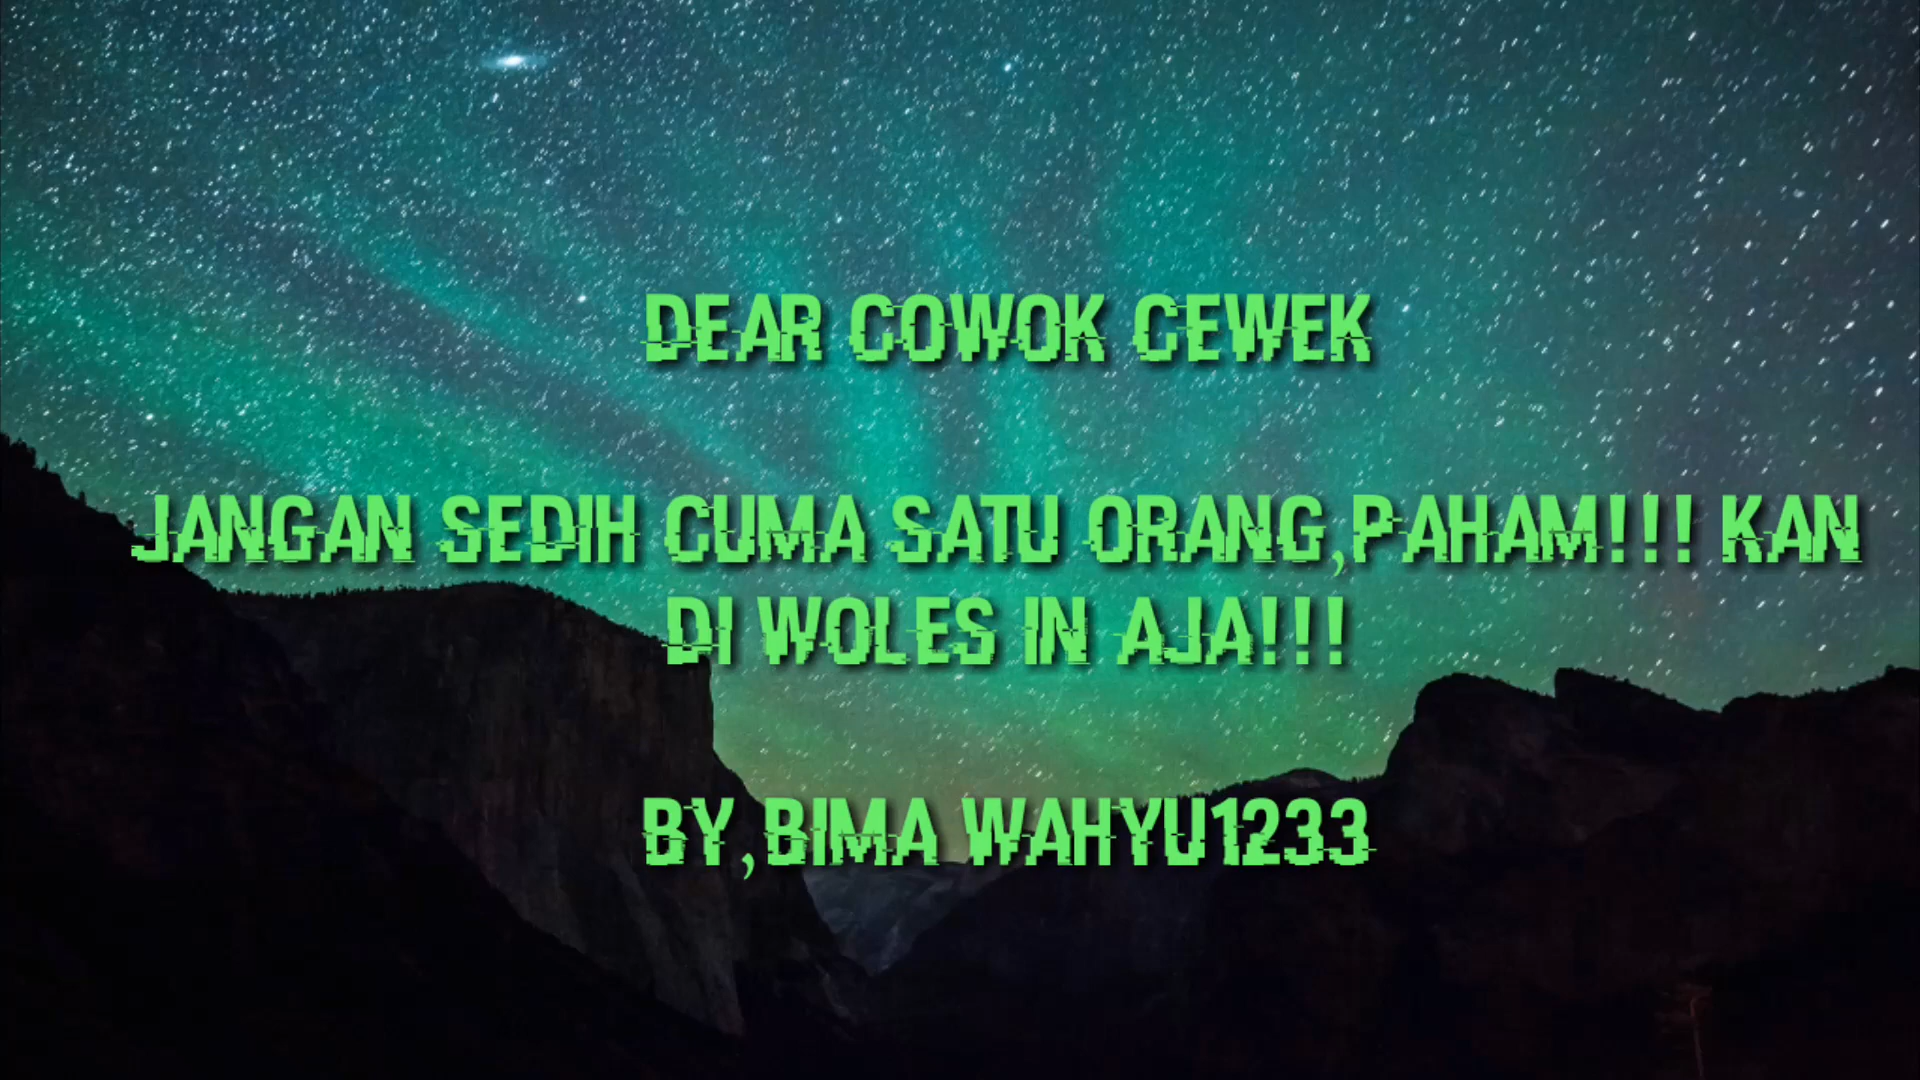 DEAR COWOK CEWEK
JANGAN SEDIH CUMA SATU ORANG,PAHAM!!! KAN
DI WOLES IN AJA!!!
BY,BIMA WAHYU1233